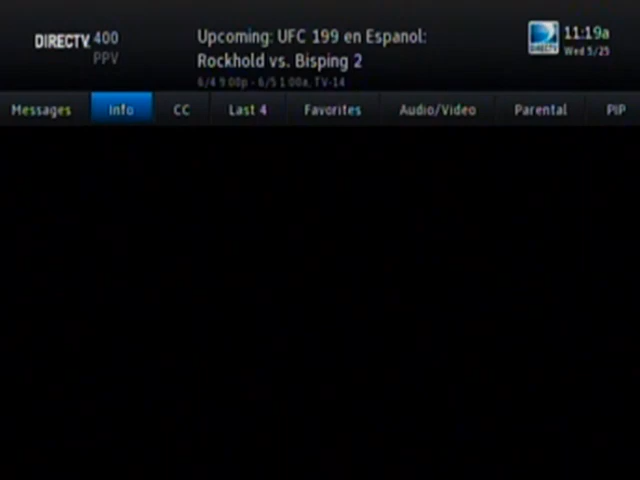 DIRECTV 400
PPV
Upcoming: UFC 199 en Espanol:
Rockhold vs. Bisping 2
6/4 9:00p - 6/5 1:00a, TV-14
DIRECTV
11:19a
Wed 5/25
Messages Info CC Last 4 Favorites Audio/Video Parental PIP